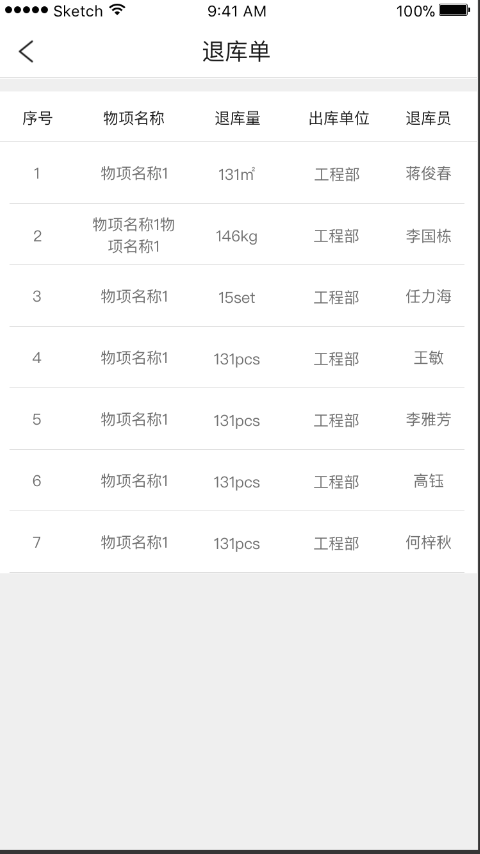 Sketch 9:41 AM 100%
退库单
序号 物项名称 退库量 出库单位 退库员
1 物项名称1 131㎡ 工程部 蒋俊春
2 物项名称1物 146kg 工程部 李国栋
项名称1
3 物项名称1 15set 工程部 任力海
4 物项名称1 131pcs 工程部 王敏
5 物项名称1 131pcs 工程部 李雅芳
6 物项名称1 131pcs 工程部 高钰
7 物项名称1 131pcs 工程部 何梓秋